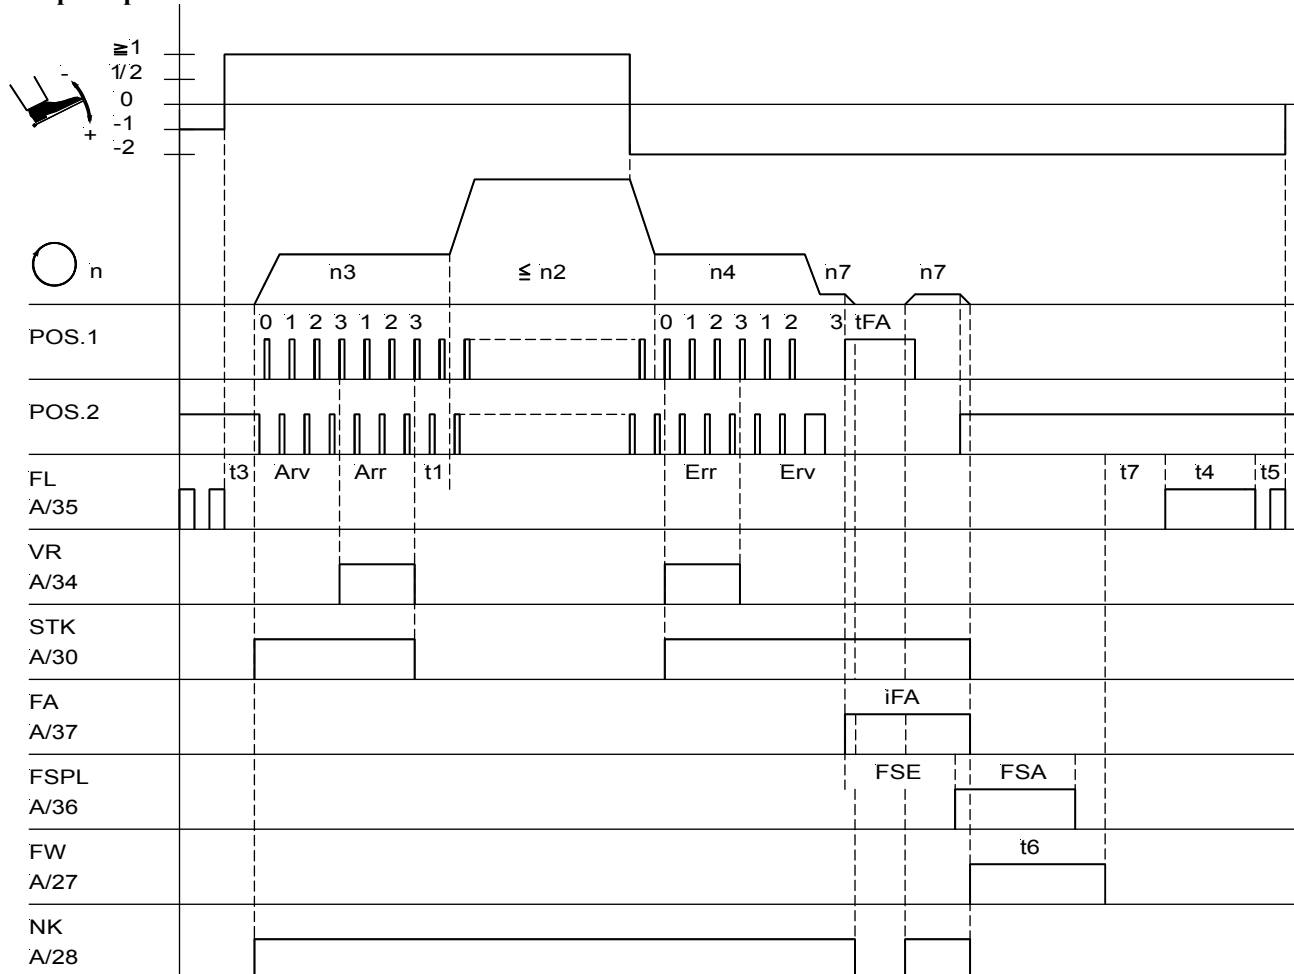 ≧1
1/2
0
-1
-2
-
+
n
n3
≦ n2
n4
n7
n7
POS.1
0 1 2 3 1 2 3
0 1 2 3 1 2 3 tFA
POS.2
FL
A/35
t3 Arv Arr t1
Err Erv
t7 t4 t5
VR
A/34
STK
A/30
FA
A/37
iFA
FSPL
A/36
FSE FSA
FW
A/27
t6
NK
A/28